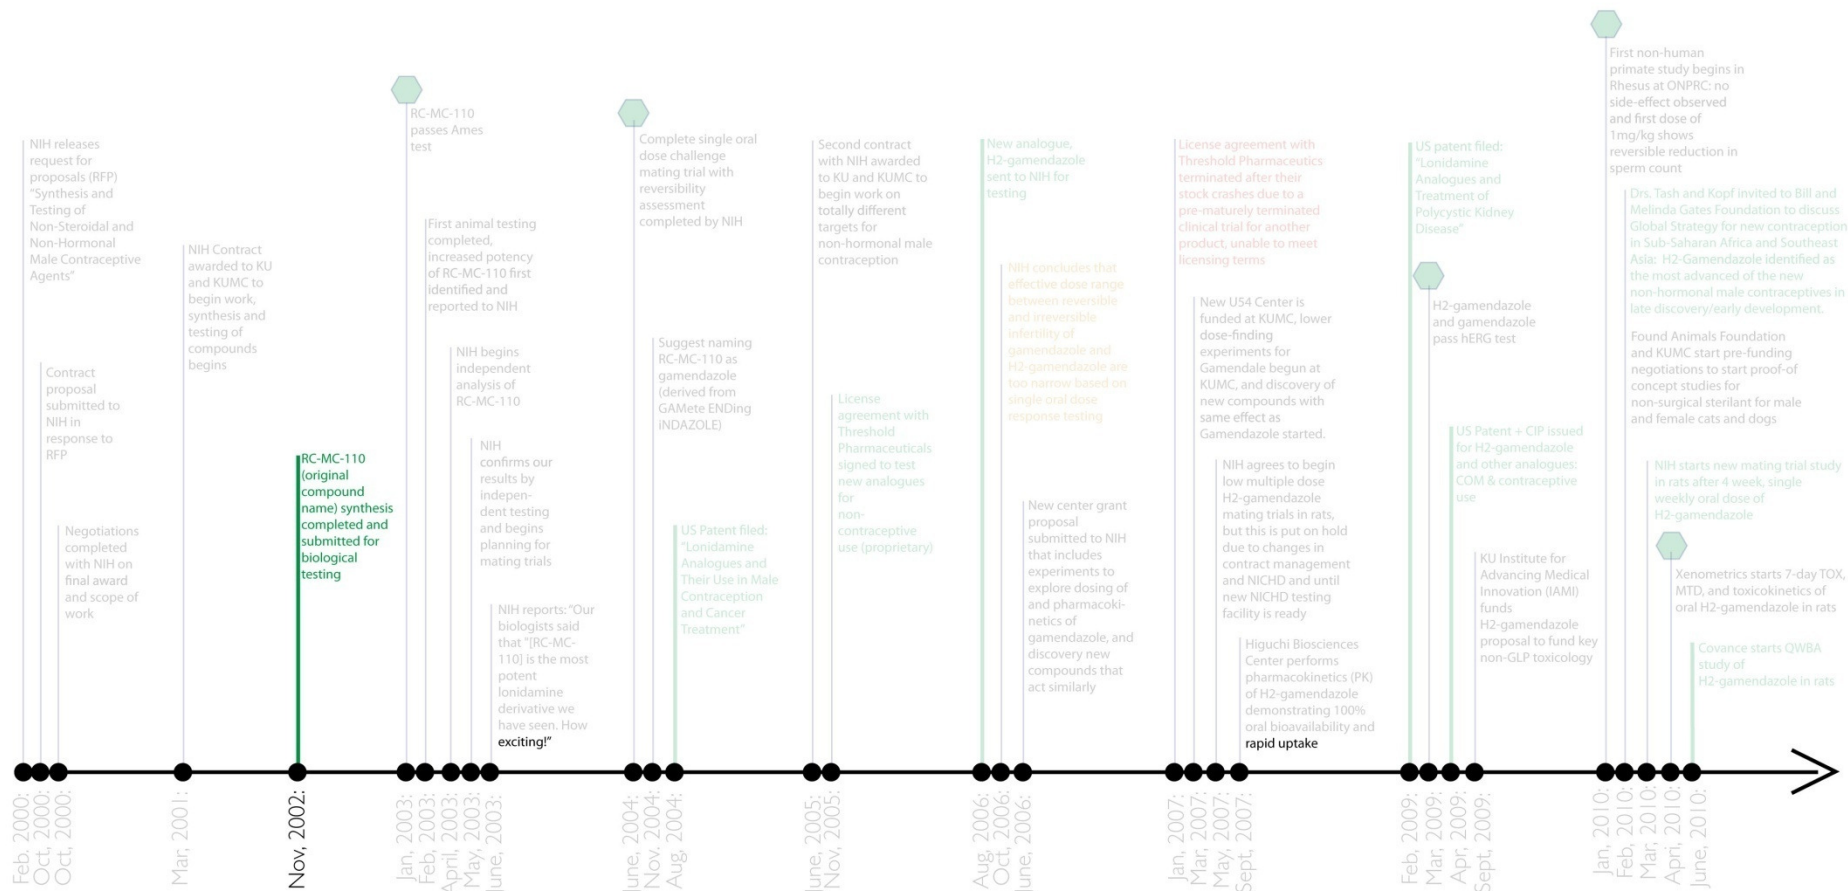 NIH releases
request for
proposals (RFP)
"Synthesis and
Testing of
Non-Steroidal and
Non-Hormonal
Male Contraceptive
Agents"
Contract
proposal
submitted to
NIH in
response to
RFP
Negotiations
completed
with NIH on
final award
and scope of
work
NIH Contract
awarded to KU
and KUMC to
begin work,
synthesis and
testing of
compounds
begins
RC-MC-110
(original
compound
name) synthesis
completed and
submitted for
biological
testing
RC-MC-110
passes Ames
test
First animal testing
completed,
increased potency
of RC-MC-110 first
identified and
reported to NIH
NIH begins
independent
analysis of
RC-MC-110
NIH
confirms our
results by
indepen-
dent testing
and begins
planning for
mating trials
NIH reports: "Our
biologists said
that "[RC-MC-
110] is the most
potent
lonidamine
derivative we
have seen. How
exciting!"
Complete single oral
dose challenge
mating trial with
reversibility
assessment
completed by NIH
Suggest naming
RC-MC-110 as
gamendazole
(derived from
GAMete ENDing
iNDAZOLE)
US Patent filed:
"Lonidamine
Analogues and
Their Use in Male
Contraception
and Cancer
Treatment"
Second contract
with NIH awarded
to KU and KUMC to
begin work on
totally different
targets for
non-hormonal male
contraception
License
agreement with
Threshold
Pharmaceuticals
signed to test
new analogues
for
non-
contraceptive
use (proprietary)
New analogue,
H2-gamendazole
sent to NIH for
testing
NIH concludes that
effective dose range
between reversible
and irreversible
infertility of
gamendazole and
H2-gamendazole are
too narrow based on
single oral dose
response testing
New center grant
proposal
submitted to NIH
that includes
experiments to
explore dosing of
and pharmacoki-
netics of
gamendazole, and
discovery new
compounds that
act similarly
License agreement with
Threshold Pharmaceutics
terminated after their
stock crashes due to a
pre-maturely terminated
clinical trial for another
product, unable to meet
licensing terms
New U54 Center is
funded at KUMC, lower
dose-finding
experiments for
Gamendale begun at
KUMC, and discovery of
new compounds with
same effect as
Gamendazole started.
NIH agrees to begin
low multiple dose
H2-gamendazole
mating trials in rats,
but this is put on hold
due to changes in
contract management
and NICHD and until
new NICHD testing
facility is ready
Higuchi Biosciences
Center performs
pharmacokinetics (PK)
of H2-gamendazole
demonstrating 100%
oral bioavailability and
rapid uptake
US patent filed:
"Lonidamine
Analogues and
Treatment of
Polycystic Kidney
Disease"
H2-gamendazole
and gamendazole
pass hERG test
US Patent + CIP issued
for H2-gamendazole
and other analogues:
COM & contraceptive
use
KU Institute for
Advancing Medical
Innovation (IAMI)
funds
H2-gamendazole
proposal to fund key
non-GLP toxicology
First non-human
primate study begins in
Rhesus at ONPRC: no
side-effect observed
and first dose of
1mg/kg shows
reversible reduction in
sperm count
Drs. Tash and Kopf invited to Bill and
Melinda Gates Foundation to discuss
Global Strategy for new contraception
in Sub-Saharan Africa and Southeast
Asia: H2-Gamendazole identified as
the most advanced of the new
non-hormonal male contraceptives in
late discovery/early development.
Found Animals Foundation
and KUMC start pre-funding
negotiations to start proof-of
concept studies for
non-surgical sterilant for male
and female cats and dogs
NIH starts new mating trial study
in rats after 4 week, single
weekly oral dose of
H2-gamendazole
Xenometrics starts 7-day TOX,
MTD, and toxicokinetics of
oral H2-gamendazole in rats
Covance starts QWBA
study of
H2-gamendazole in rats
Feb. 2000:
Oct, 2000:
Oct, 2000:
Mar, 2001:
Nov, 2002:
Jan, 2003:
Feb, 2003:
April, 2003:
May, 2003:
June, 2003:
June, 2004:
Nov. 2004:
Aug, 2004:
June, 2005:
Nov, 2005:
Aug, 2006:
Oct, 2006:
June, 2006:
Jan, 2007:
Mar, 2007:
May, 2007:
Sept, 2007:
Feb, 2009:
Mar, 2009:
Apr, 2009:
Sept, 2009:
Jan, 2010:
Feb, 2010:
Mar, 2010:
Apri, 2010:
June, 2010: